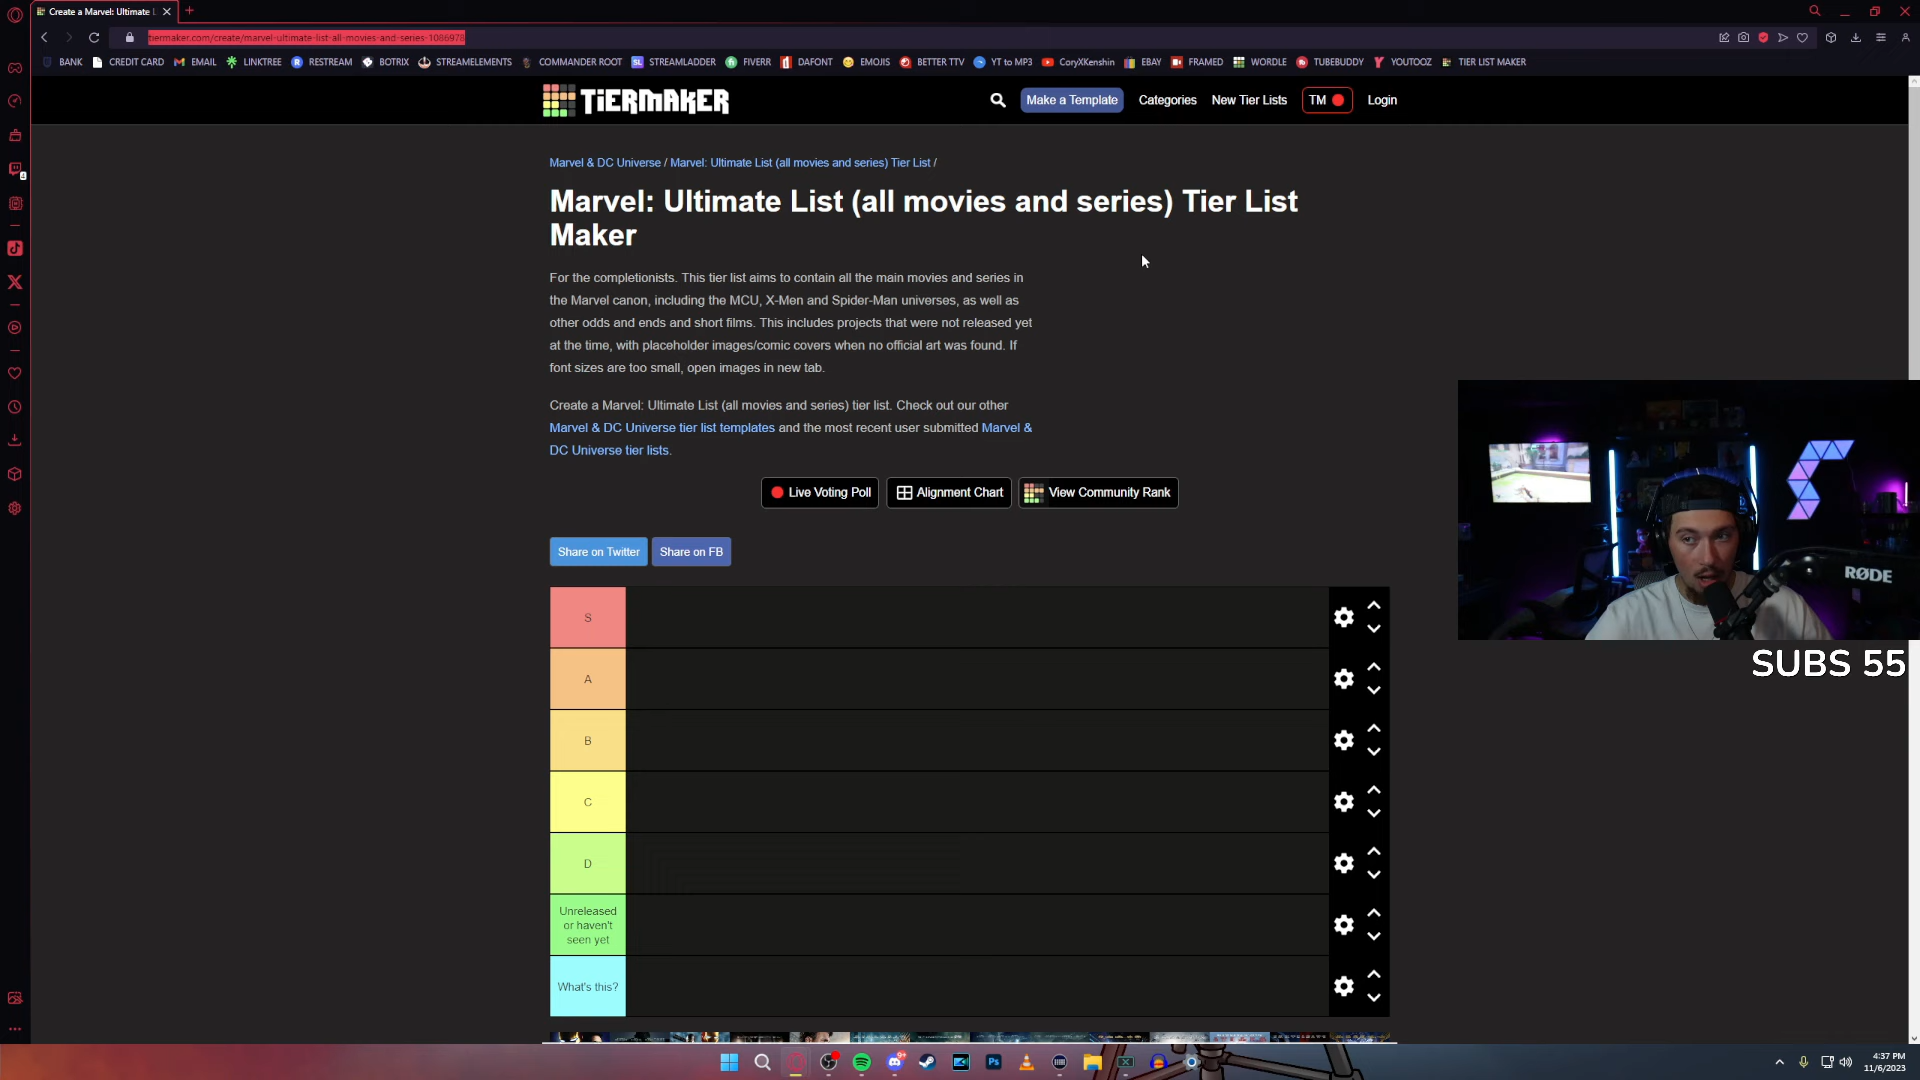 Create a Marvel: Ultimate L
tiermaker.com/create/marvel-ultimate-list-all-movies-and-series-1086978
BANK CREDIT CARD EMAIL LINKTREE RESTREAM BOTRIX STREAMELEMENTS COMMANDER ROOT STREAMLADDER FIVERR DAFONT EMOJIS BETTER TTV YT to MP3 CoryXKenshin EBAY FRAMED WORDLE TUBEBUDDY YOUTOOZ TIER LIST MAKER
TIERMAKER
Make a Template Categories New Tier Lists TM Login
Marvel & DC Universe / Marvel: Ultimate List (all movies and series) Tier List /
Marvel: Ultimate List (all movies and series) Tier List
Maker
For the completionists. This tier list aims to contain all the main movies and series in
the Marvel canon, including the MCU, X-Men and Spider-Man universes, as well as
other odds and ends and short films. This includes projects that were not released yet
at the time, with placeholder images/comic covers when no official art was found. If
font sizes are too small, open images in new tab.
Create a Marvel: Ultimate List (all movies and series) tier list. Check out our other
Marvel & DC Universe tier list templates and the most recent user submitted Marvel &
DC Universe tier lists.
Live Voting Poll Alignment Chart View Community Rank
Share on Twitter Share on FB
S
A
B
C
D
Unreleased
or haven't
seen yet
What's this?
RØDE
SUBS 55
4:37 PM
11/6/2023